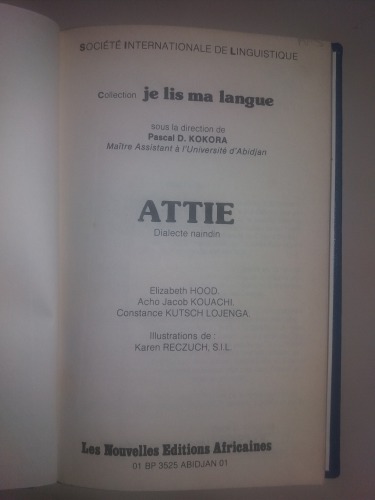 SOCIÉTÉ INTERNATIONALE DE LINGUISTIQUE
Collection je lis ma langue
sous la direction de
Pascal D. KOKORA
Maître Assistant à l'Université d'Abidjan
ATTIE
Dialecte naindin
Elizabeth HOOD.
Acho Jacob KOUACHI.
Constance KUTSCH LOJENGA.
Illustrations de :
Karen RECZUCH, S.I.L.
Les Nouvelles Editions Africaines
01 BP 3525 ABIDJAN 01